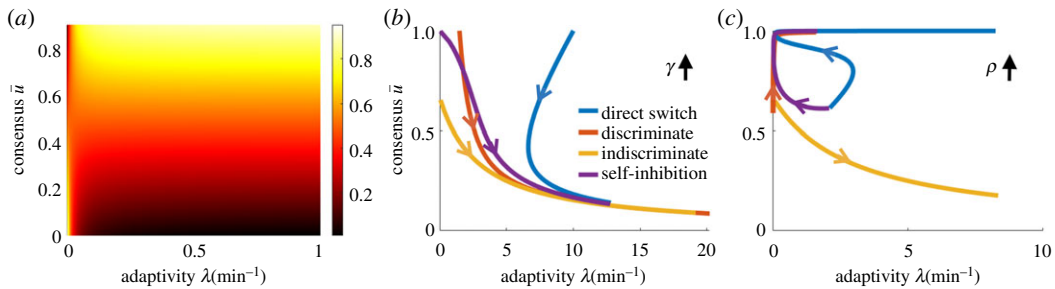 (a)
0.8
0.6
0.4
0.2
0
consensus ū
0
0.5
1
adaptivity λ(min⁻¹)
0.8
0.6
0.4
0.2
(b)
1.0
0.5
0
consensus ū
γ
direct switch
discriminate
indiscriminate
self-inhibition
0
5
10
15
20
adaptivity λ(min⁻¹)
(c)
1.0
0.5
0
consensus ū
ρ
0
5
10
adaptivity λ(min⁻¹)